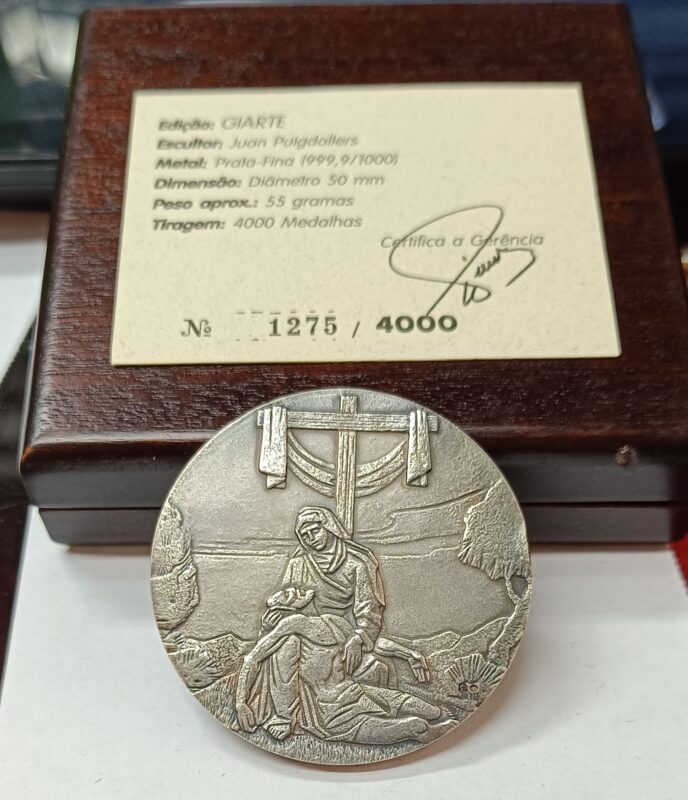 Edição: GIARTE
Escultor: Juan Puigdollers
Metal: Prata-Fina (999,9/1000)
Dimensão: Diâmetro 50 mm
Peso aprox.: 55 gramas
Tiragem: 4000 Medalhas
Certifica a Gerência
№ 1275 / 4000